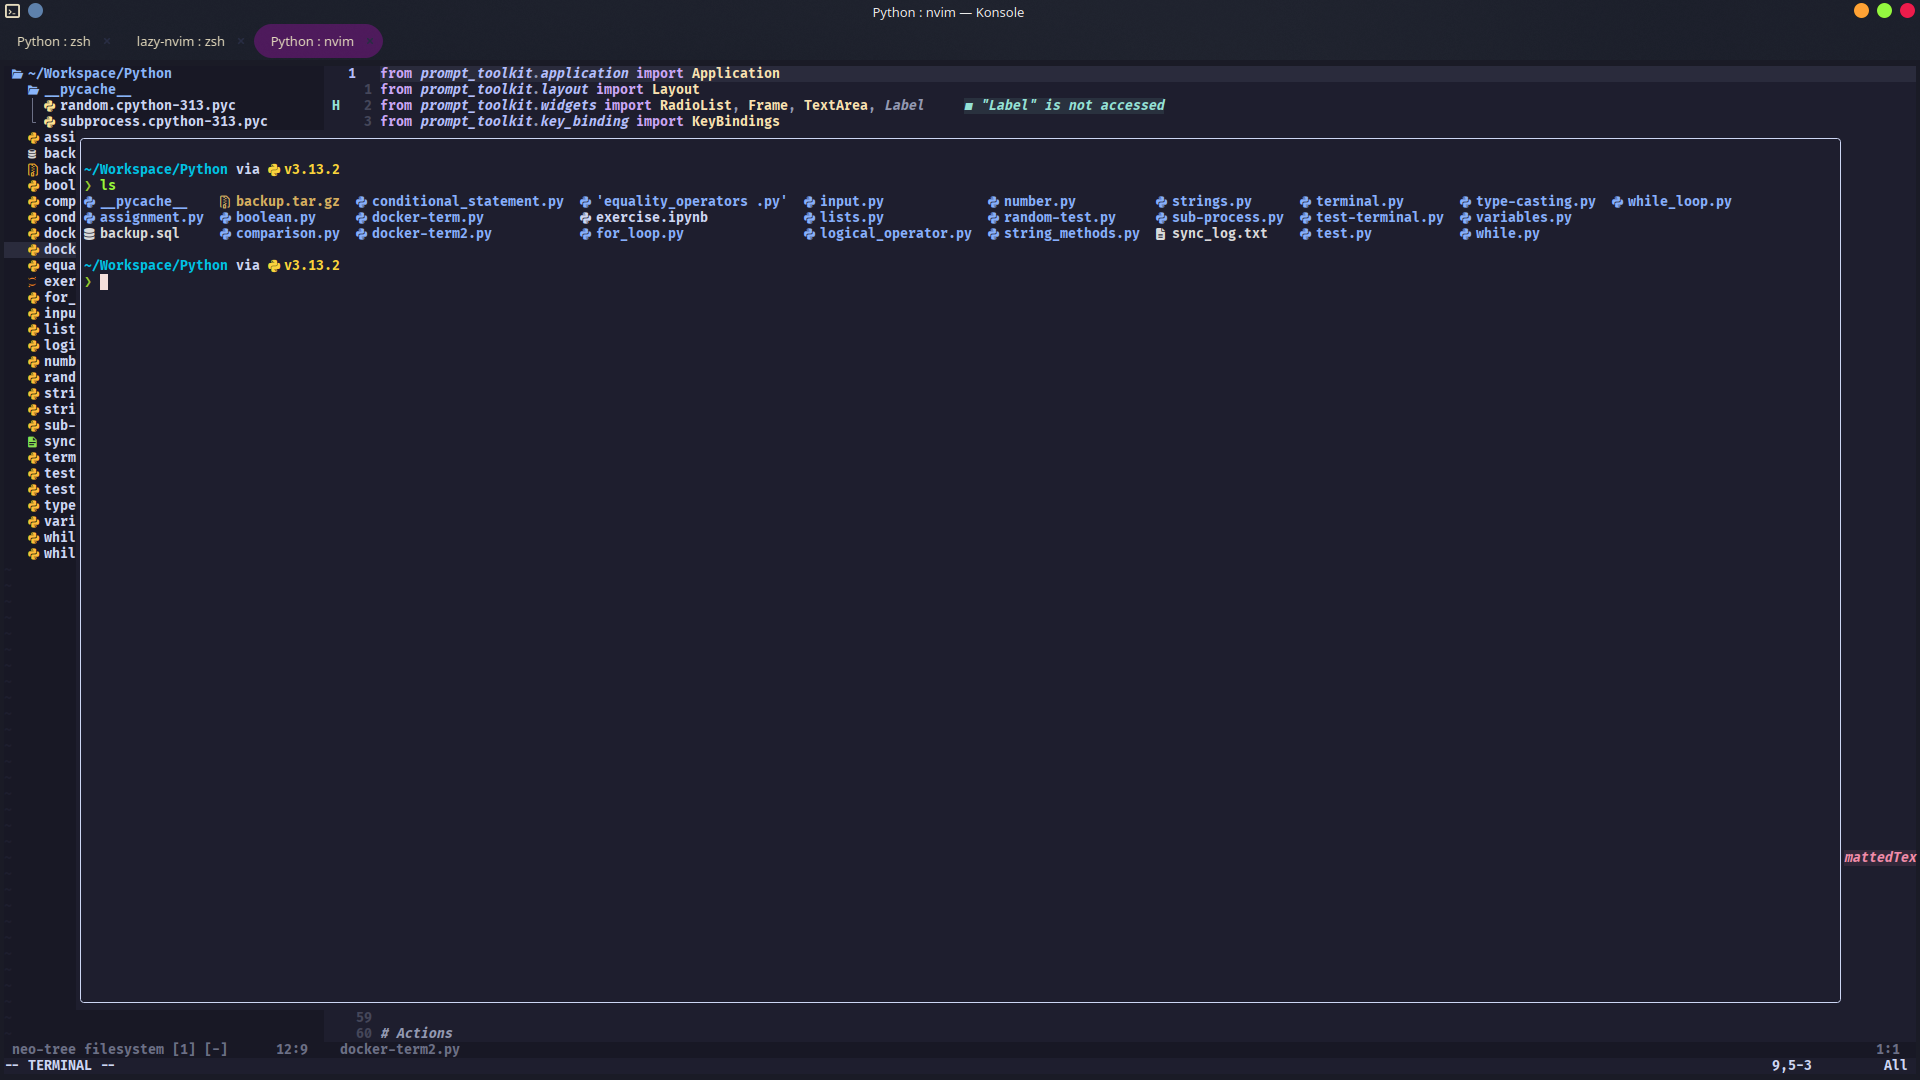 Python : nvim — Konsole
Python : zsh × lazy-nvim : zsh × Python : nvim
~/Workspace/Python
__pycache__
random.cpython-313.pyc
subprocess.cpython-313.pyc
1 from prompt_toolkit.application import Application
1 from prompt_toolkit.layout import Layout
H 2 from prompt_toolkit.widgets import RadioList, Frame, TextArea, Label ■ "Label" is not accessed
3 from prompt_toolkit.key_binding import KeyBindings
assi
back
back
bool
comp
cond
dock
dock
equa
exer
for_
inpu
list
logi
numb
rand
stri
stri
sub-
sync
term
test
test
type
vari
whil
whil
~/Workspace/Python via v3.13.2
❯ ls
__pycache__ backup.tar.gz conditional_statement.py 'equality_operators .py' input.py number.py strings.py terminal.py type-casting.py while_loop.py
assignment.py boolean.py docker-term.py exercise.ipynb lists.py random-test.py sub-process.py test-terminal.py variables.py
backup.sql comparison.py docker-term2.py for_loop.py logical_operator.py string_methods.py sync_log.txt test.py while.py
~/Workspace/Python via v3.13.2
❯
mattedTex
59
60 # Actions
neo-tree filesystem [1] [-] 12:9 docker-term2.py 1:1
-- TERMINAL -- 9,5-3 All